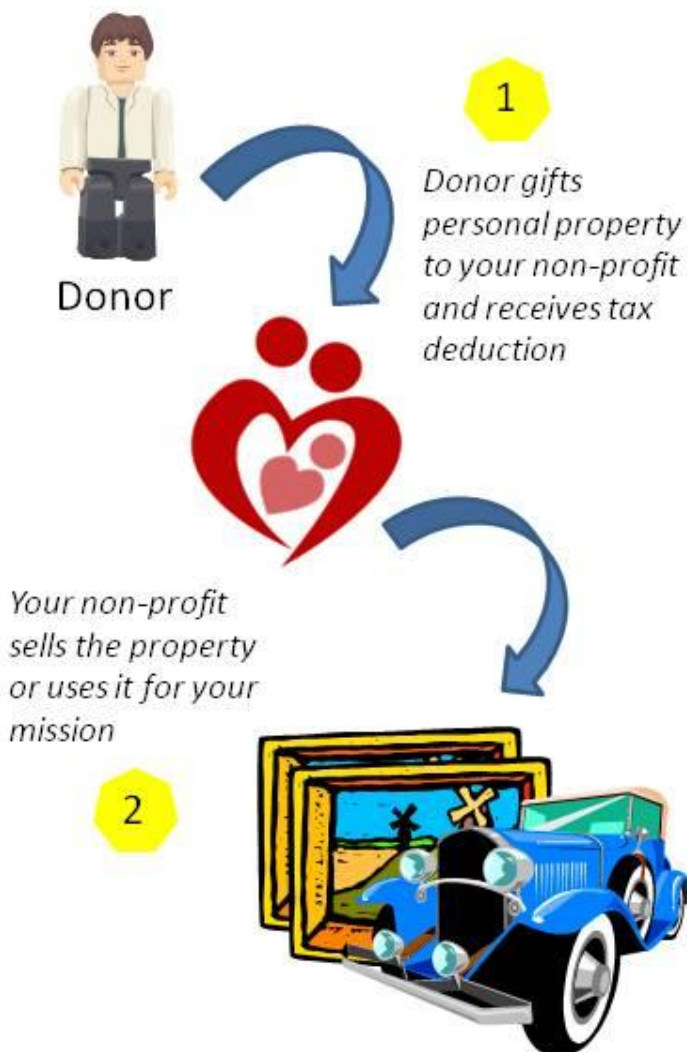 1
Donor gifts
personal property
to your non-profit
and receives tax
deduction
Donor
Your non-profit
sells the property
or uses it for your
mission
2